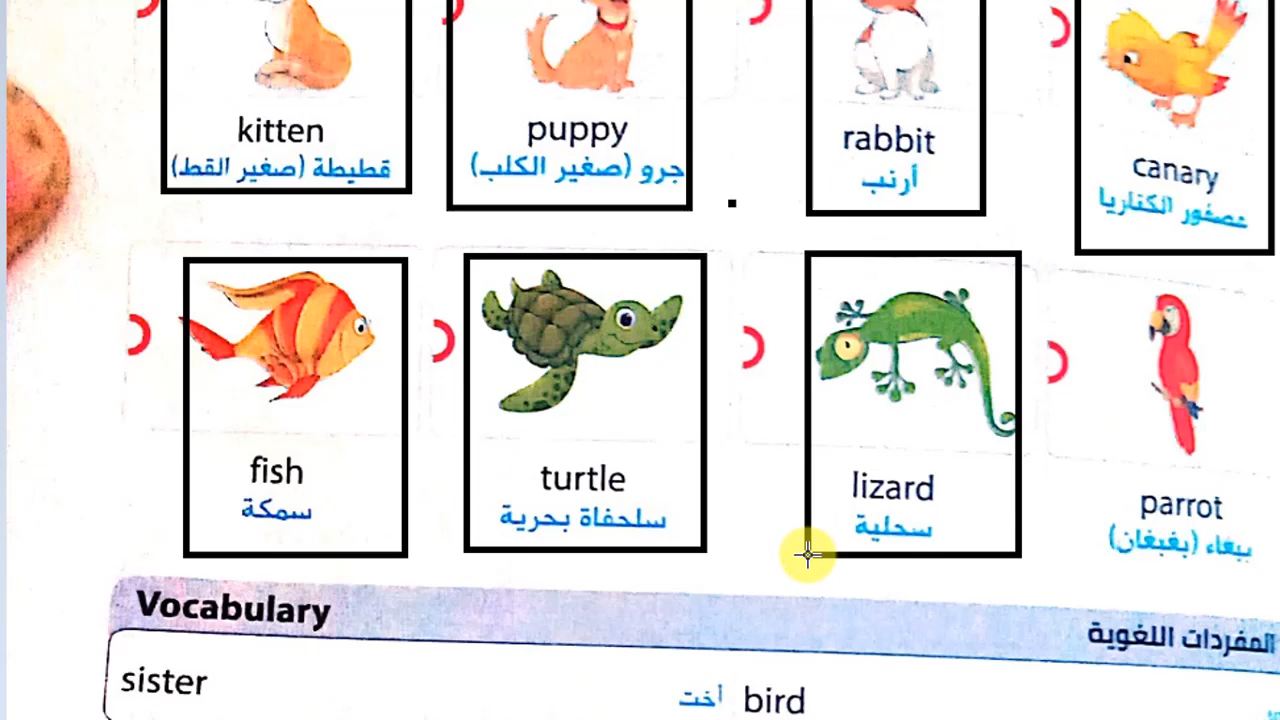 kitten
قطيطة (صغير القط)
puppy
جرو (صغير الكلب)
rabbit
أرنب
canary
عصفور الكناريا
fish
سمكة
turtle
سلحفاة بحرية
lizard
سحلية
parrot
ببغاء (بغبغان)
Vocabulary
المفردات اللغوية
sister
أخت
bird